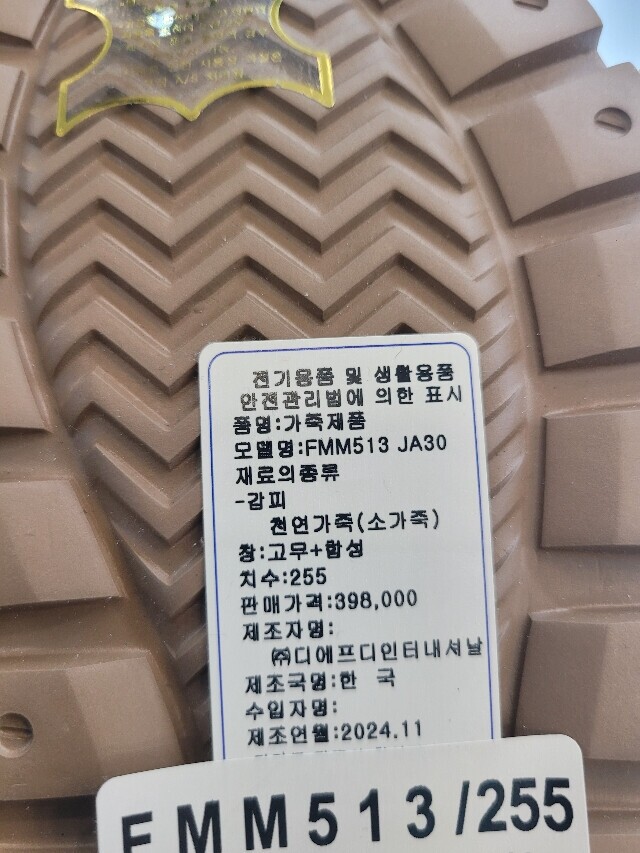 전기용품 및 생활용품
안전관리법에 의한 표시
품명:가죽제품
모델명:FMM513 JA30
재료의종류
-겉피
천연가죽(소가죽)
창:고무+합성
치수:255
판매가격:398,000
제조자명:
㈜디에프디인터내셔날
제조국명:한 국
수입자명:
제조연월:2024.11
FMM513/255